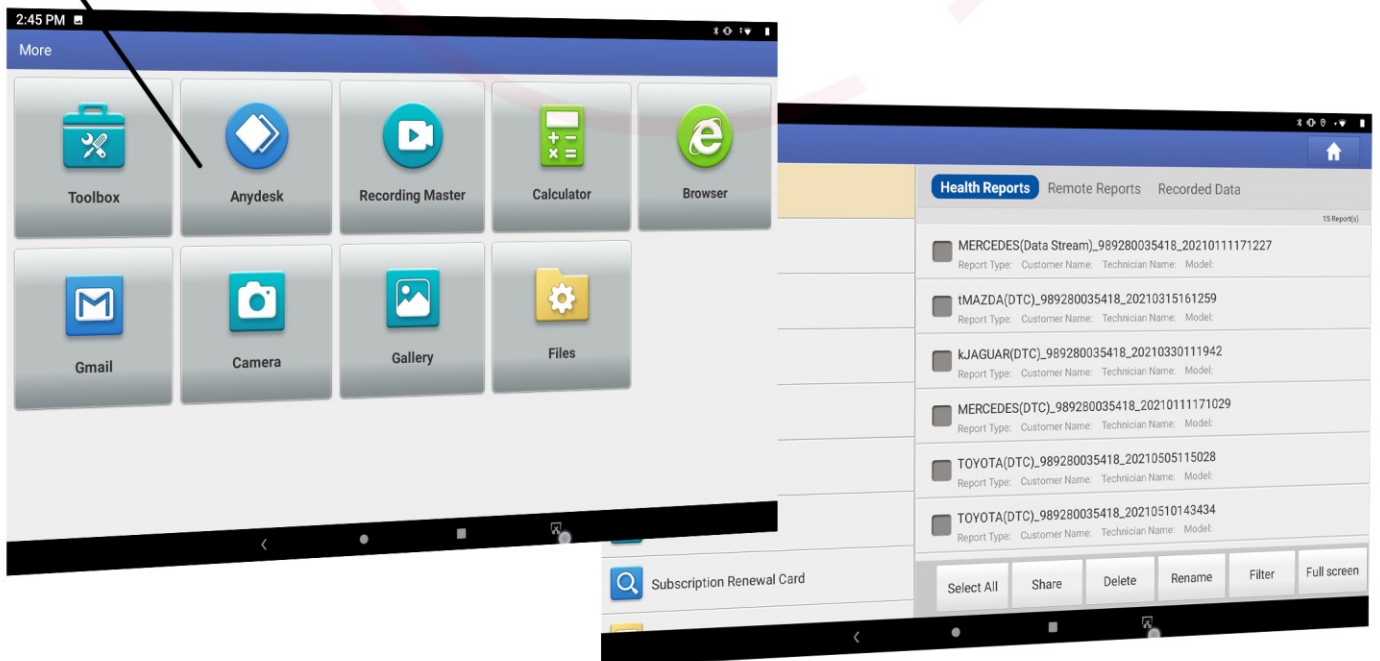 2:45 PM
More
Toolbox
Anydesk
Recording Master
Calculator
Browser
Gmail
Camera
Gallery
Files
Health Reports Remote Reports Recorded Data
15 Report(s)
MERCEDES(Data Stream)_989280035418_20210111171227
Report Type: Customer Name: Technician Name: Model:
tMAZDA(DTC)_989280035418_20210315161259
Report Type: Customer Name: Technician Name: Model:
kJAGUAR(DTC)_989280035418_20210330111942
Report Type: Customer Name: Technician Name: Model:
MERCEDES(DTC)_989280035418_20210111171029
Report Type: Customer Name: Technician Name: Model:
TOYOTA(DTC)_989280035418_20210505115028
Report Type: Customer Name: Technician Name: Model:
TOYOTA(DTC)_989280035418_20210510143434
Report Type: Customer Name: Technician Name: Model:
Subscription Renewal Card
Select All Share Delete Rename Filter Full screen